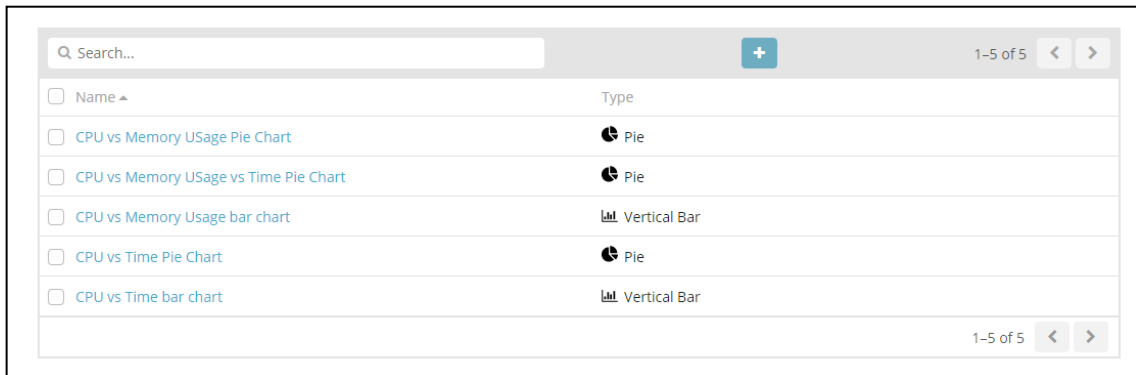 Search... + 1–5 of 5 < >
Name Type
CPU vs Memory USage Pie Chart Pie
CPU vs Memory USage vs Time Pie Chart Pie
CPU vs Memory Usage bar chart Vertical Bar
CPU vs Time Pie Chart Pie
CPU vs Time bar chart Vertical Bar
1–5 of 5 < >